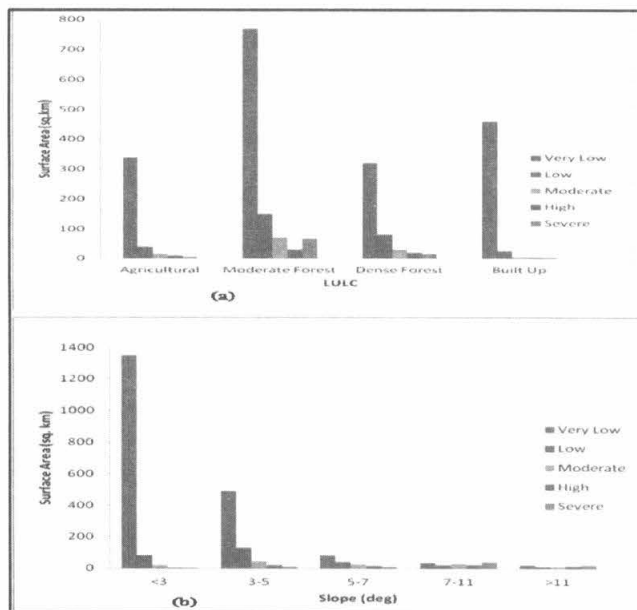 800
700
600
500
400
300
200
100
0
Surface Area (sq.km)
Very Low
Low
Moderate
High
Severe
Agricultural Moderate Forest Dense Forest Built Up
LULC
(a)
1400
1200
1000
800
600
400
200
0
Surface Area (sq. km)
Very Low
Low
Moderate
High
Severe
<3 3-5 5-7 7-11 >11
Slope (deg)
(b)